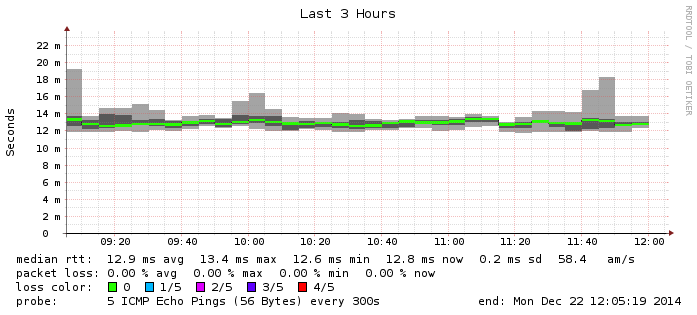 Last 3 Hours
RRDTOOL / TOBI OETIKER
Seconds
22 m
20 m
18 m
16 m
14 m
12 m
10 m
8 m
6 m
4 m
2 m
0
09:20 09:40 10:00 10:20 10:40 11:00 11:20 11:40 12:00
median rtt: 12.9 ms avg 13.4 ms max 12.6 ms min 12.8 ms now 0.2 ms sd 58.4 am/s
packet loss: 0.00 % avg 0.00 % max 0.00 % min 0.00 % now
loss color: 0 1/5 2/5 3/5 4/5
probe: 5 ICMP Echo Pings (56 Bytes) every 300s end: Mon Dec 22 12:05:19 2014